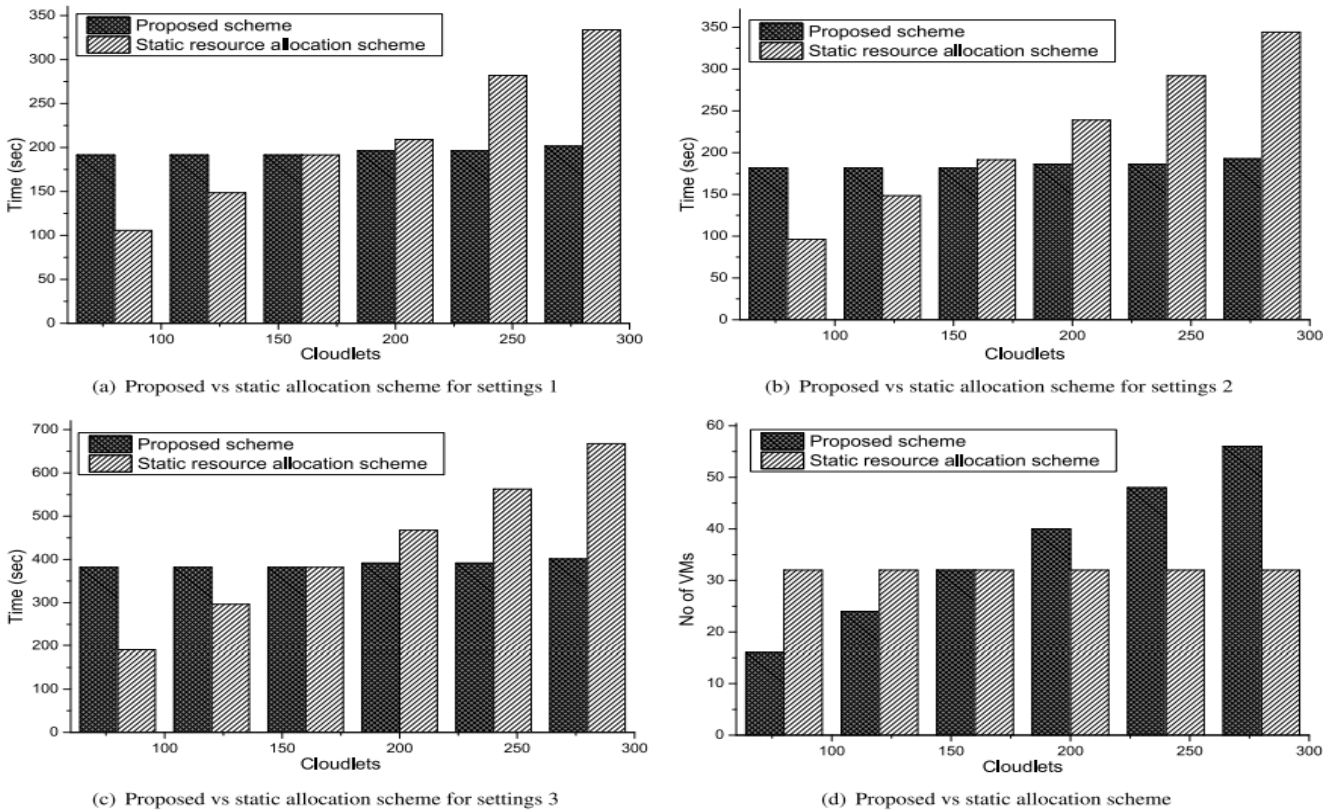 350
300
250
200
150
100
50
0
Time (sec)
Proposed scheme
Static resource allocation scheme
100
150
200
250
300
Cloudlets
(a) Proposed vs static allocation scheme for settings 1
350
300
250
200
150
100
50
0
Time (sec)
Proposed scheme
Static resource allocation scheme
100
150
200
250
300
Cloudlets
(b) Proposed vs static allocation scheme for settings 2
700
600
500
400
300
200
100
0
Time (sec)
Proposed scheme
Static resource allocation scheme
100
150
200
250
300
Cloudlets
(c) Proposed vs static allocation scheme for settings 3
60
50
40
30
20
10
0
No of VMs
Proposed scheme
Static resource allocation scheme
100
150
200
250
300
Cloudlets
(d) Proposed vs static allocation scheme